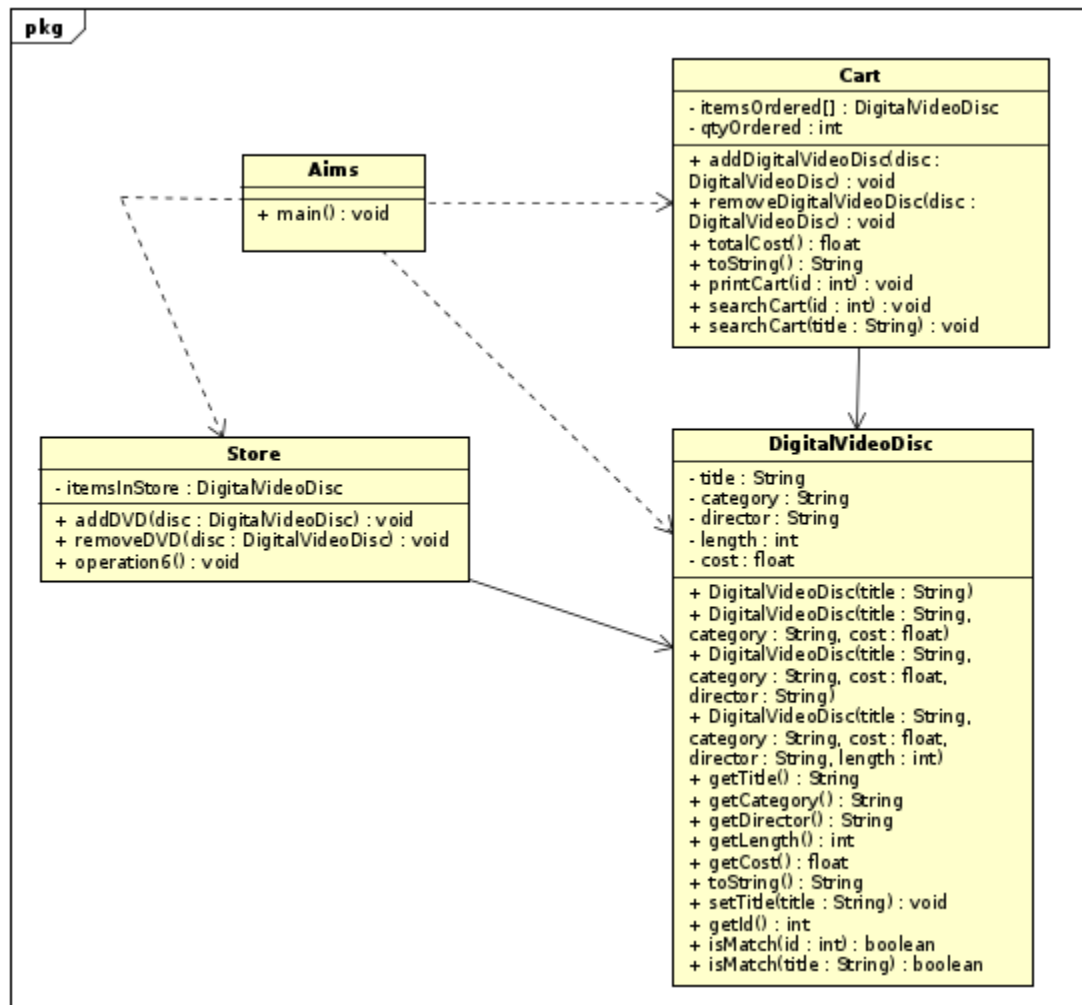 pkg
Cart
- itemsOrdered[] : DigitalVideoDisc
- qtyOrdered : int
+ addDigitalVideoDisc(disc :
DigitalVideoDisc) : void
+ removeDigitalVideoDisc(disc :
DigitalVideoDisc) : void
+ totalCost() : float
+ toString() : String
+ printCart(id : int) : void
+ searchCart(id : int) : void
+ searchCart(title : String) : void
Aims
+ main() : void
Store
- itemsInStore : DigitalVideoDisc
+ addDVD(disc : DigitalVideoDisc) : void
+ removeDVD(disc : DigitalVideoDisc) : void
+ operation6() : void
DigitalVideoDisc
- title : String
- category : String
- director : String
- length : int
- cost : float
+ DigitalVideoDisc(title : String)
+ DigitalVideoDisc(title : String,
category : String, cost : float)
+ DigitalVideoDisc(title : String,
category : String, cost : float,
director : String)
+ DigitalVideoDisc(title : String,
category : String, cost : float,
director : String, length : int)
+ getTitle() : String
+ getCategory() : String
+ getDirector() : String
+ getLength() : int
+ getCost() : float
+ toString() : String
+ setTitle(title : String) : void
+ getId() : int
+ isMatch(id : int) : boolean
+ isMatch(title : String) : boolean